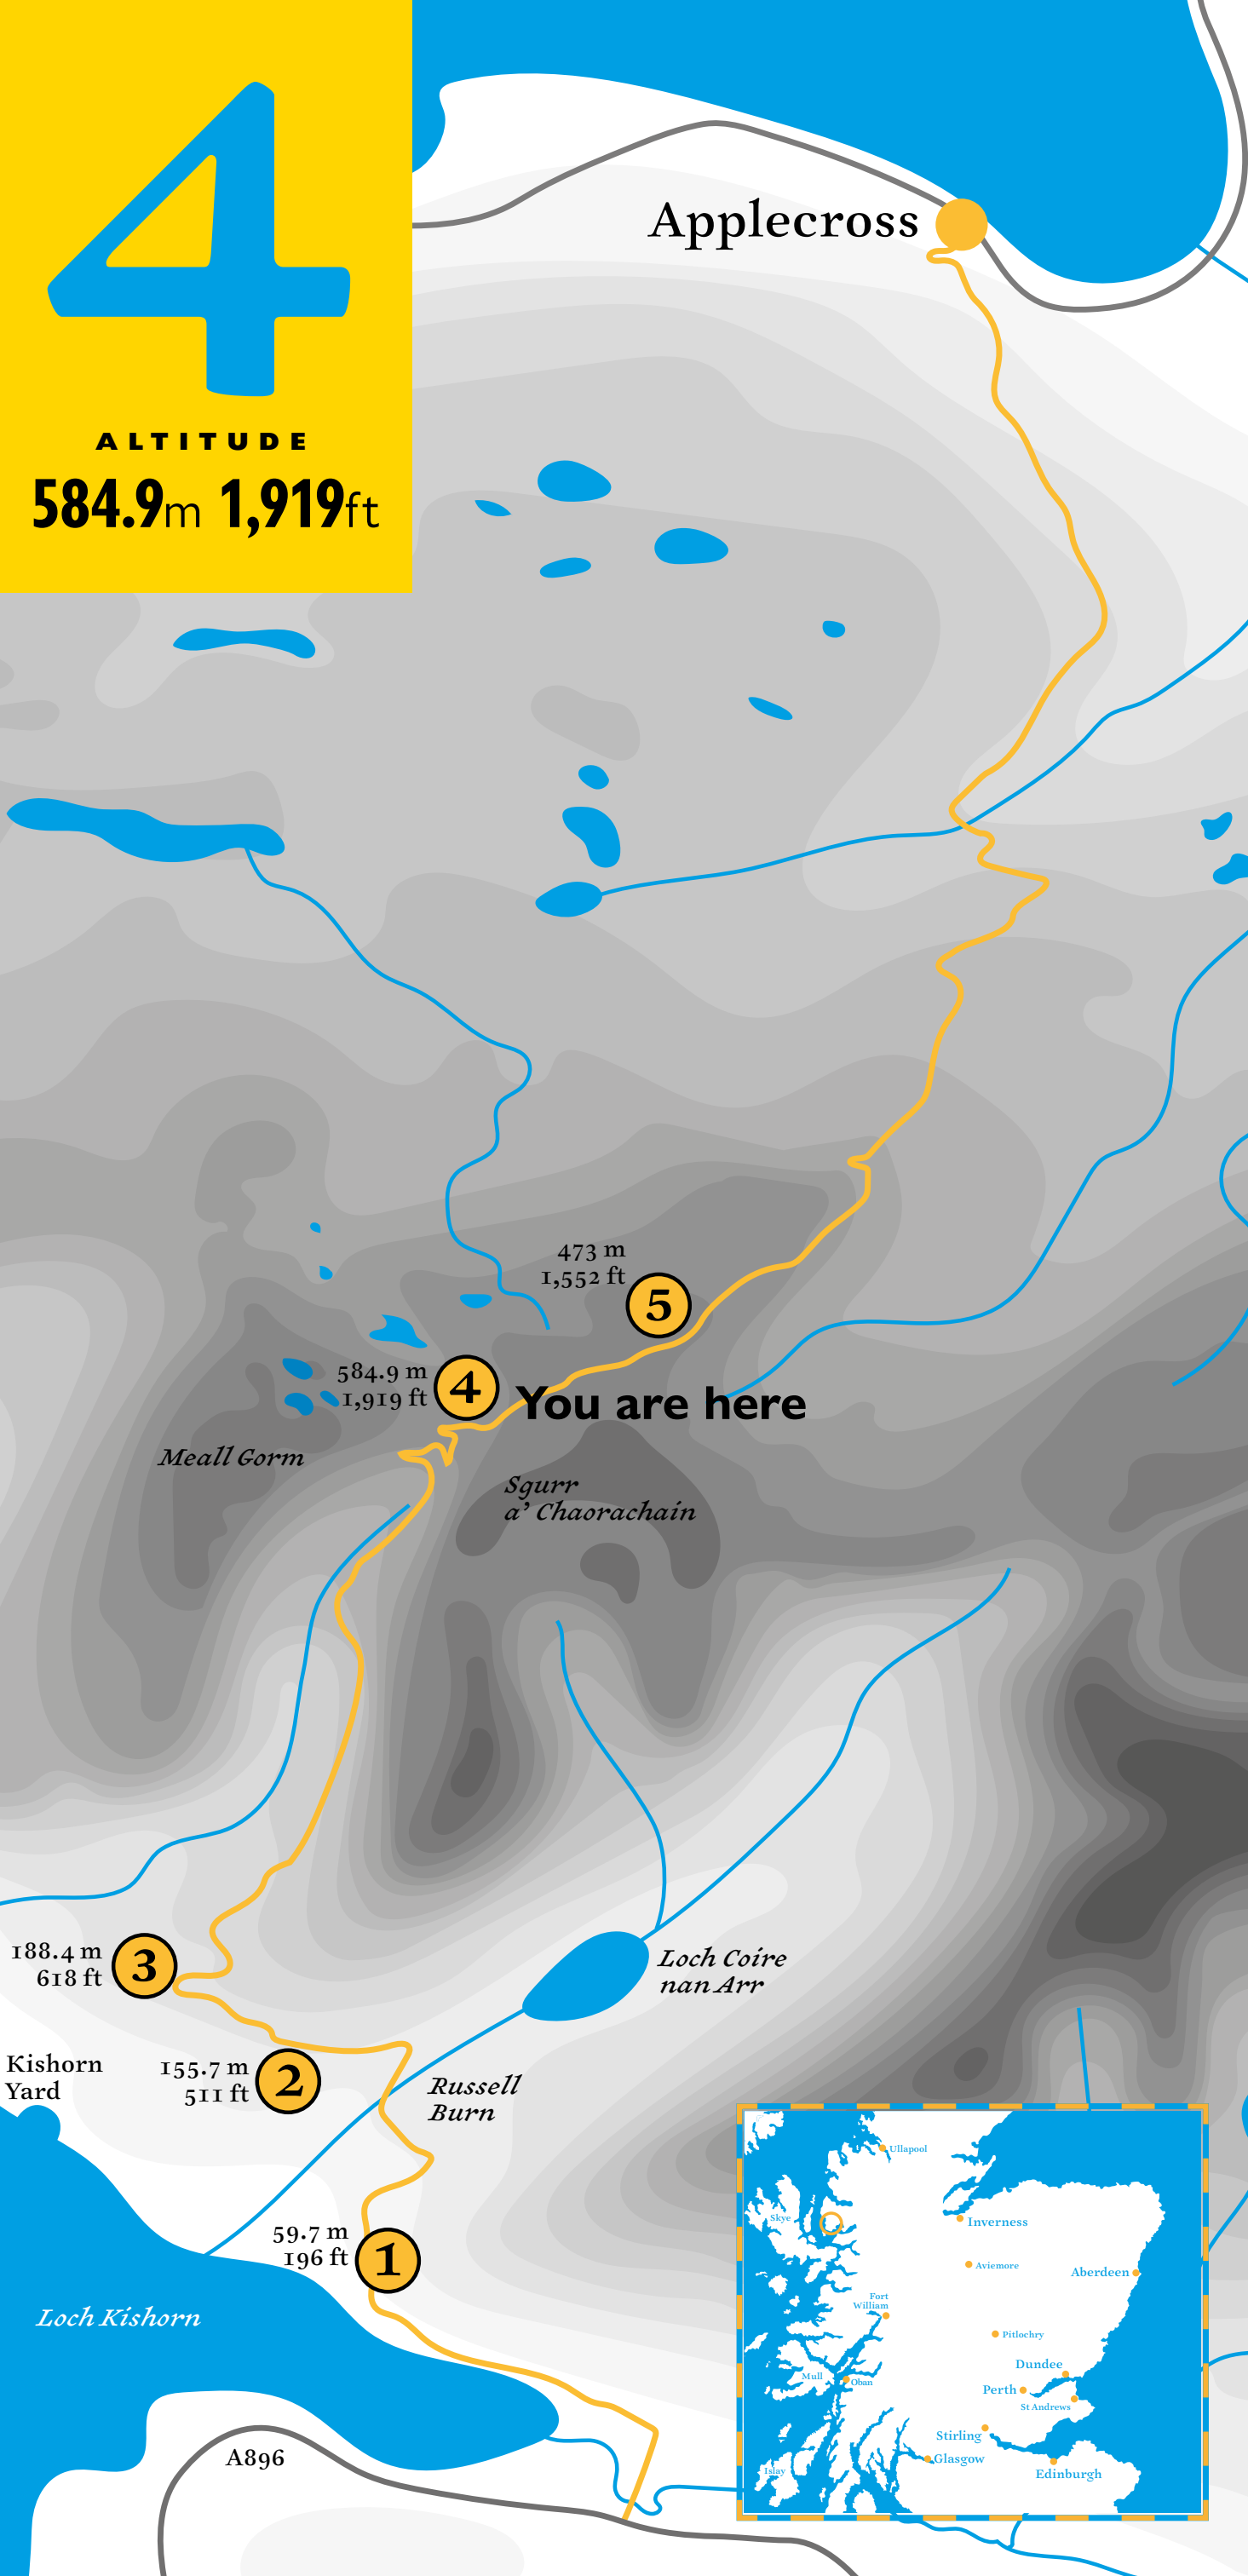 4
ALTITUDE
584.9m 1,919ft
Applecross
473 m
1,552 ft
5
584.9 m
1,919 ft
4
You are here
Meall Gorm
Sgurr
a’ Chaorachain
188.4 m
618 ft
3
Loch Coire
nan Arr
Kishorn
Yard
155.7 m
511 ft
2
Russell
Burn
59.7 m
196 ft
1
Loch Kishorn
A896
Ullapool
Skye
Inverness
Aviemore
Aberdeen
Fort
William
Pitlochry
Dundee
Mull
Oban
Perth
St Andrews
Stirling
Glasgow
Islay
Edinburgh